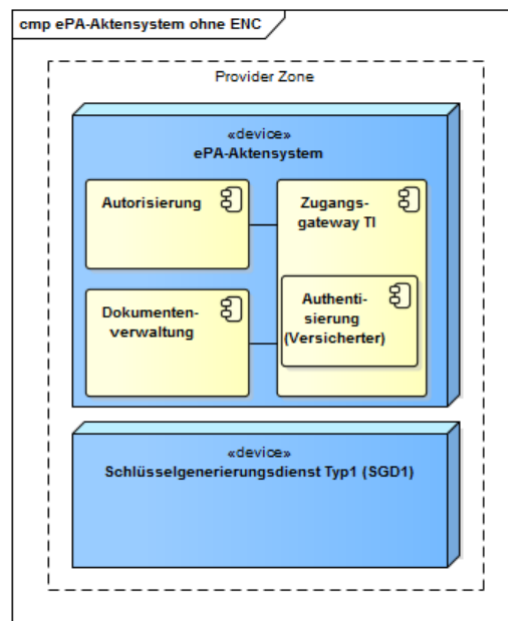 cmp ePA-Aktensystem ohne ENC
Provider Zone
«device»
ePA-Aktensystem
Autorisierung
Zugangs-
gateway TI
Dokumenten-
verwaltung
Authenti-
sierung
(Versicherter)
«device»
Schlüsselgenerierungsdienst Typ1 (SGD1)